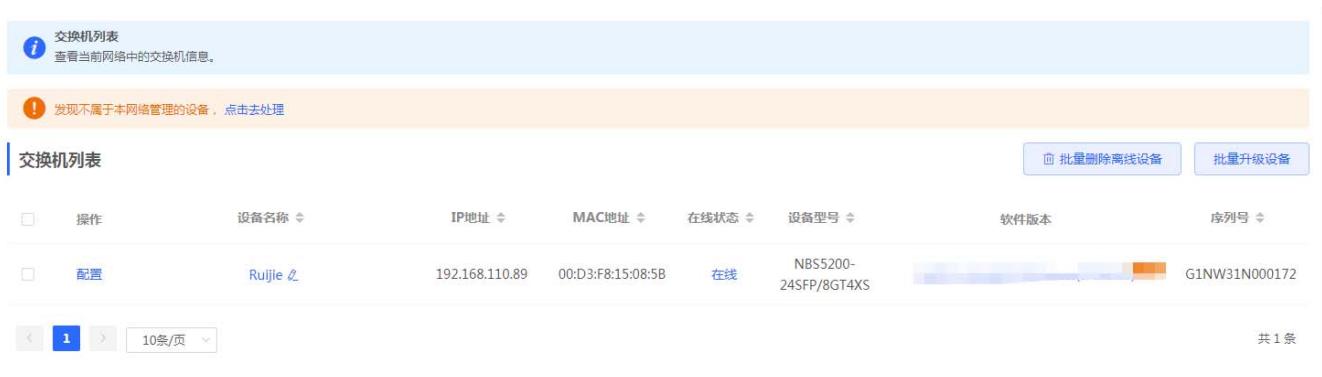 交换机列表
查看当前网络中的交换机信息。
发现不属于本网络管理的设备，点击去处理
交换机列表
批量删除离线设备
批量升级设备
操作 设备名称 IP地址 MAC地址 在线状态 设备型号 软件版本 序列号
配置 Ruijie 192.168.110.89 00:D3:F8:15:08:5B 在线 NBS5200- G1NW31N000172
24SFP/8GT4XS
1 10条/页 共 1 条